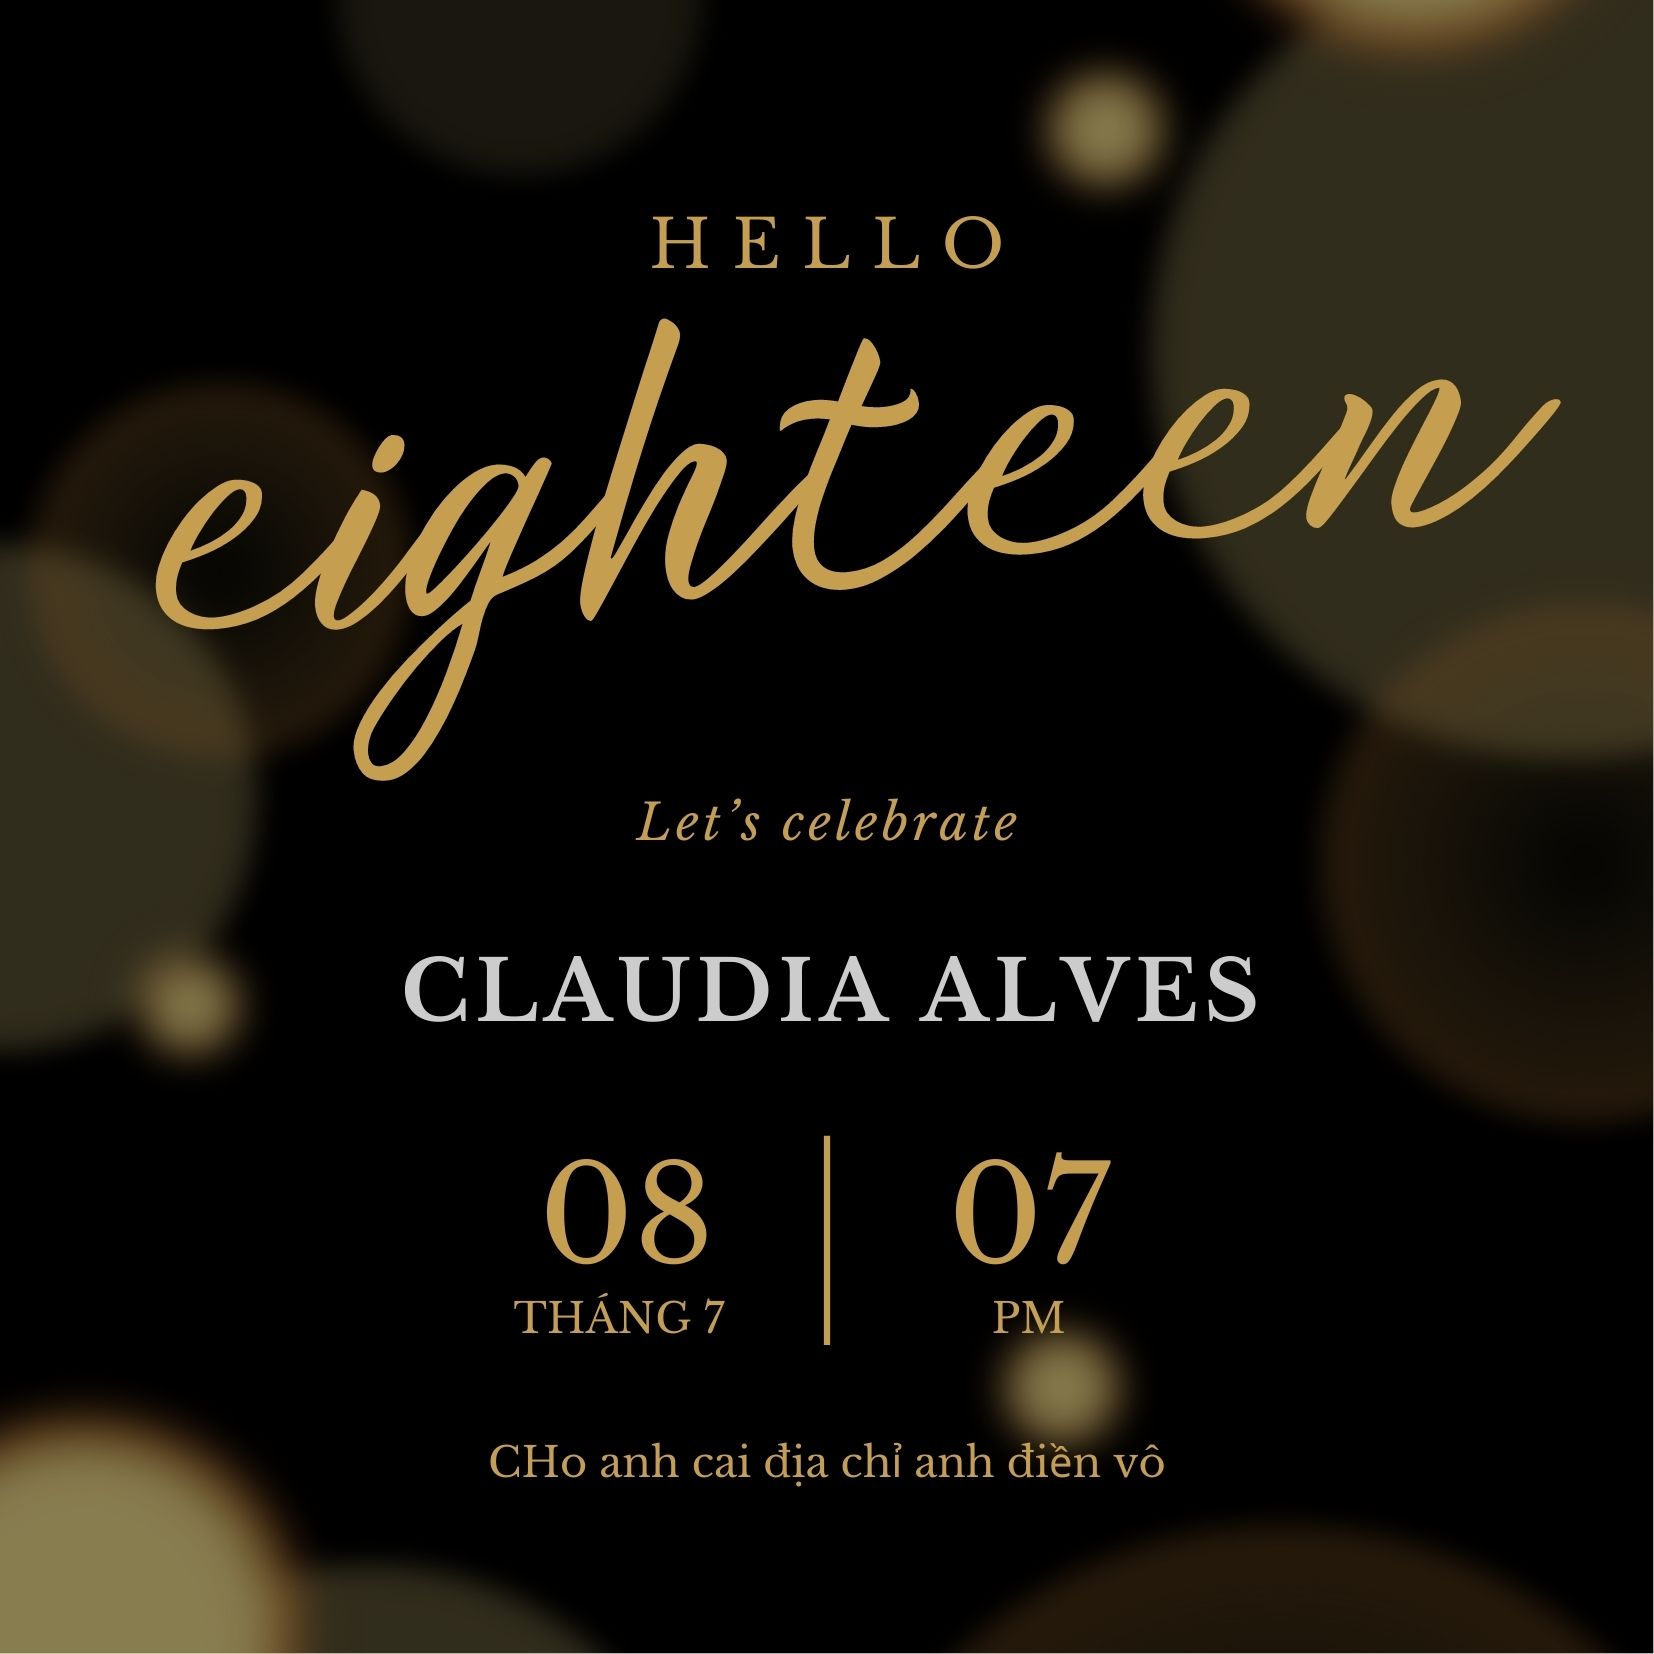 HELLO
eighteen
Let’s celebrate
CLAUDIA ALVES
08
THÁNG 7
07
PM
CHo anh cai địa chỉ anh điền vô